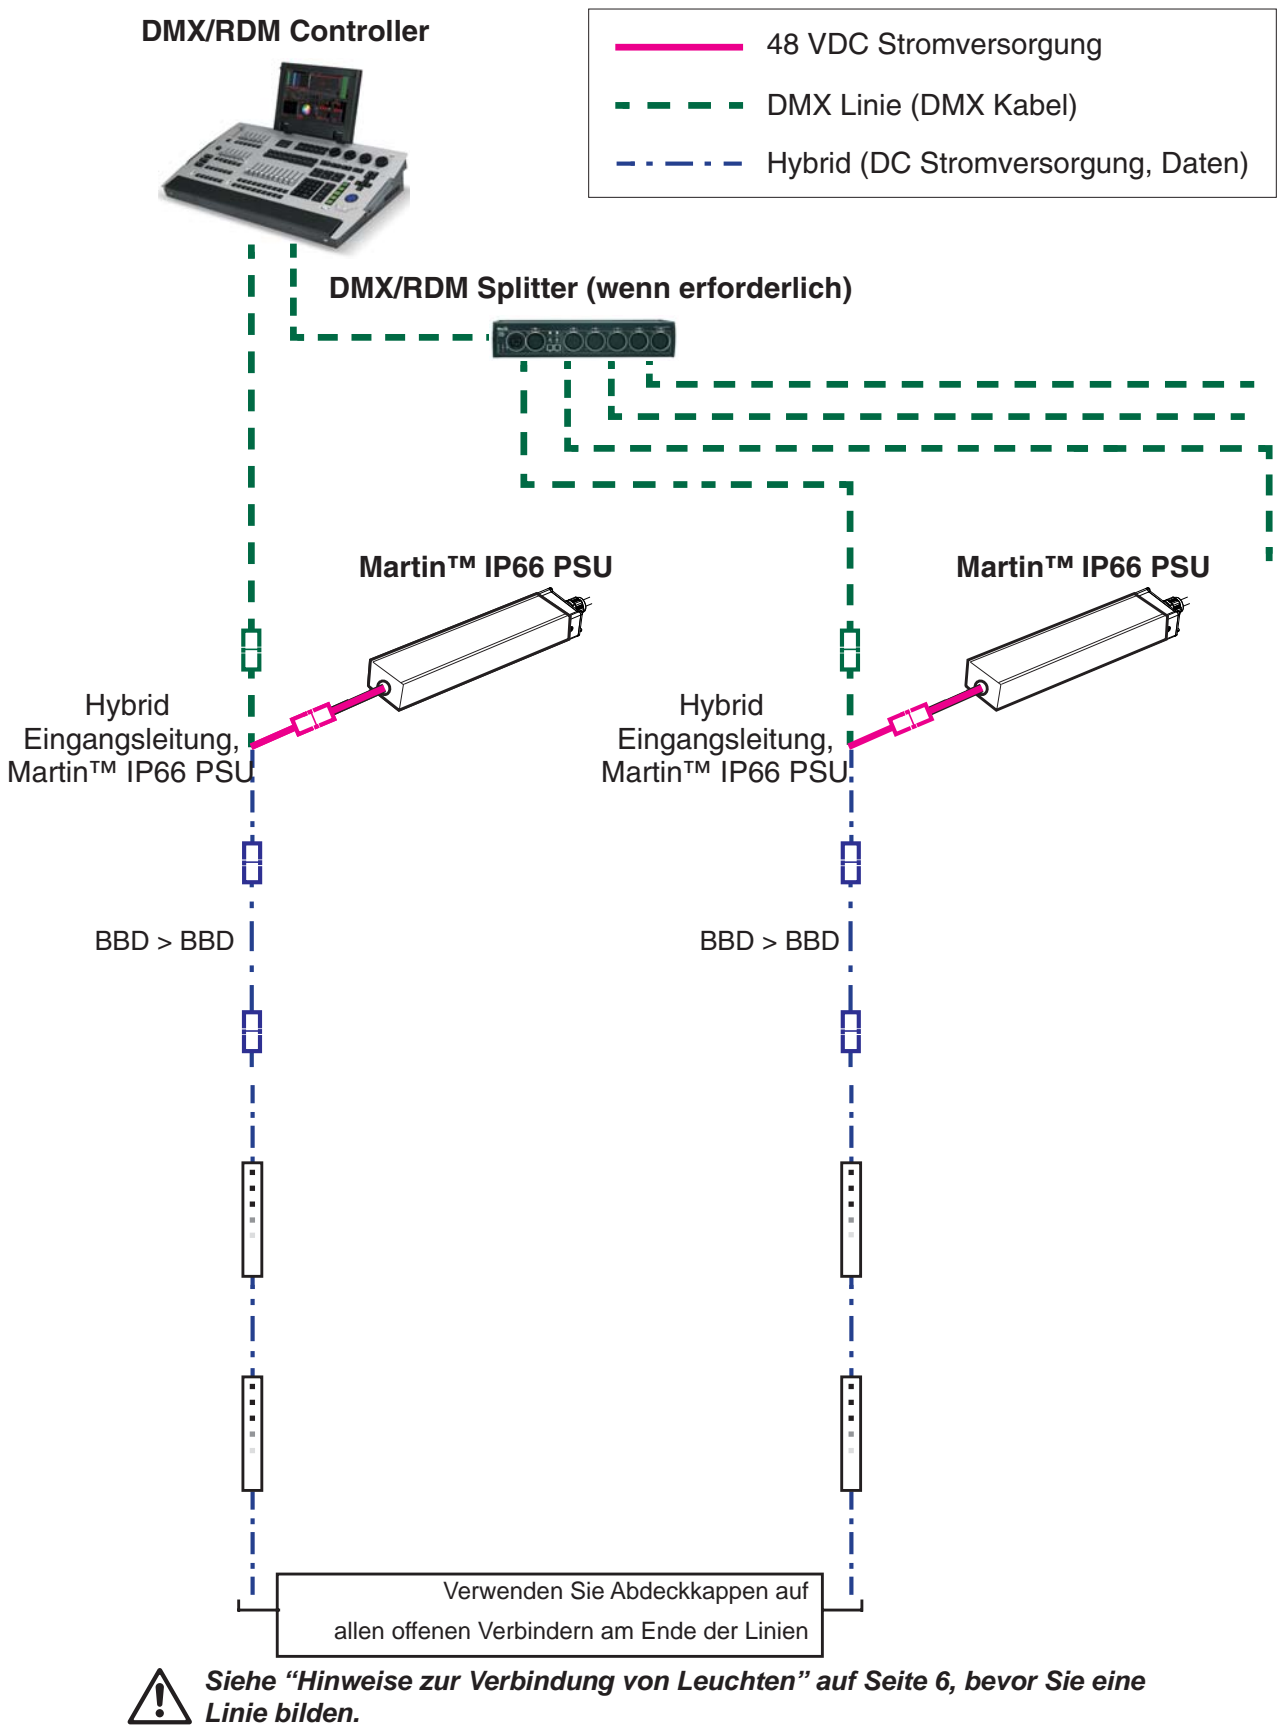 DMX/RDM Controller
48 VDC Stromversorgung
DMX Linie (DMX Kabel)
Hybrid (DC Stromversorgung, Daten)
DMX/RDM Splitter (wenn erforderlich)
Martin™ IP66 PSU
Martin™ IP66 PSU
Hybrid
Eingangsleitung,
Martin™ IP66 PSU
Hybrid
Eingangsleitung,
Martin™ IP66 PSU
BBD > BBD
BBD > BBD
Verwenden Sie Abdeckkappen auf
allen offenen Verbindern am Ende der Linien
Siehe “Hinweise zur Verbindung von Leuchten” auf Seite 6, bevor Sie eine
Linie bilden.